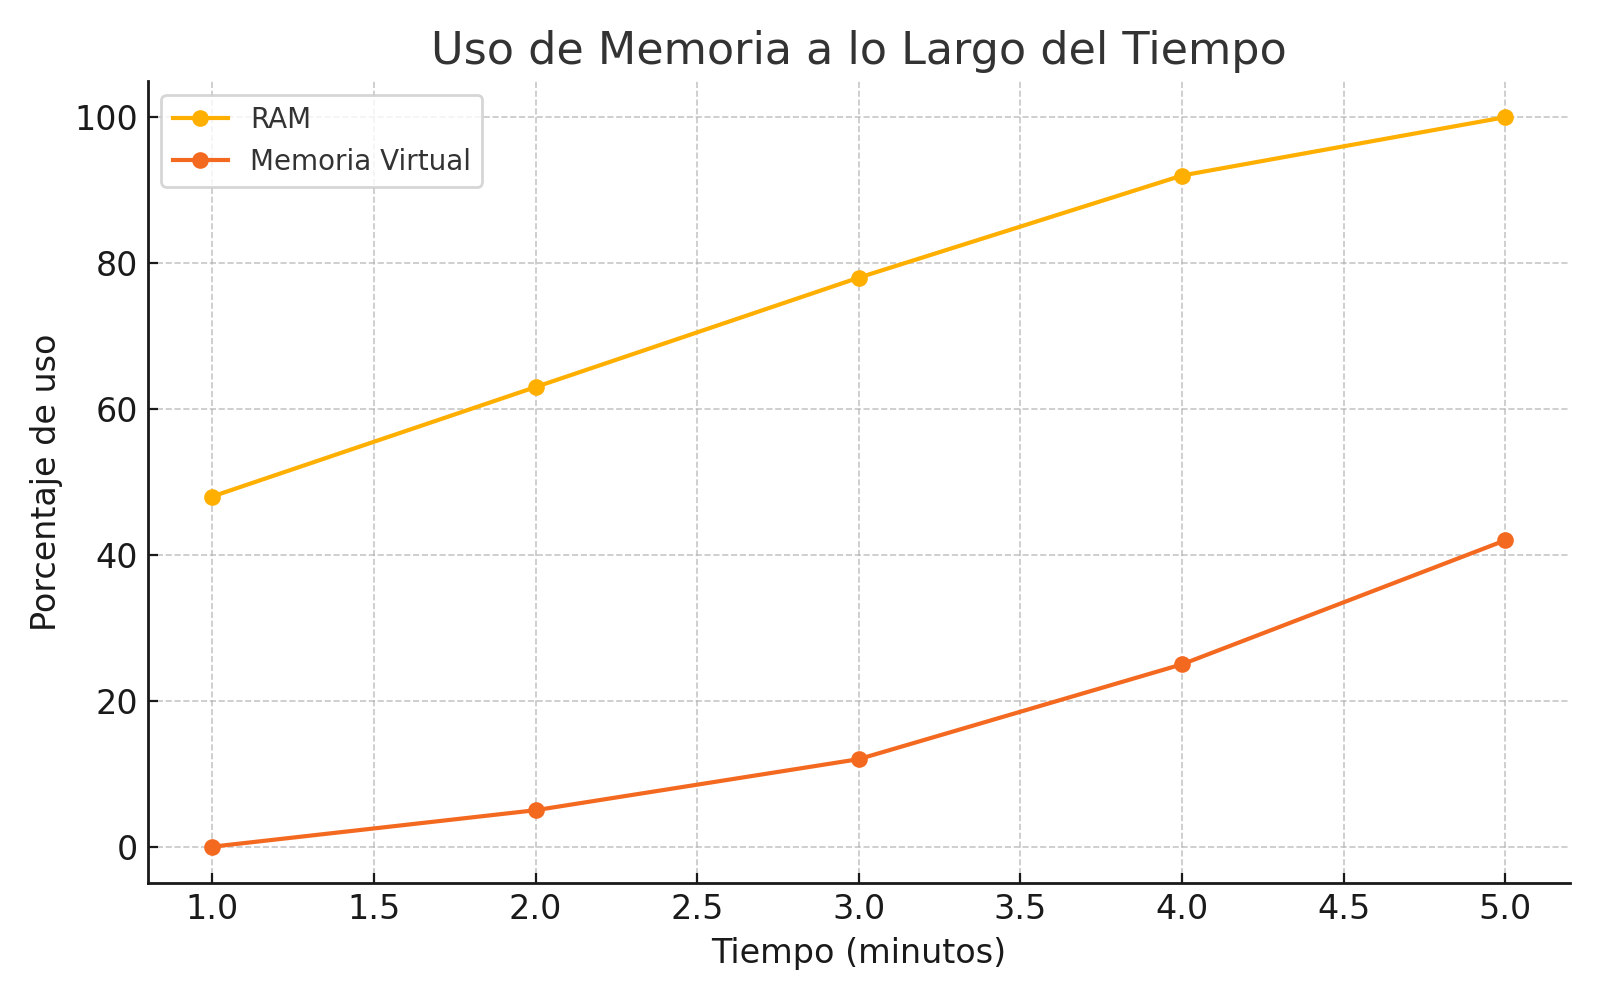 Uso de Memoria a lo Largo del Tiempo
RAM
Memoria Virtual
Porcentaje de uso
100
80
60
40
20
0
1.0 1.5 2.0 2.5 3.0 3.5 4.0 4.5 5.0
Tiempo (minutos)